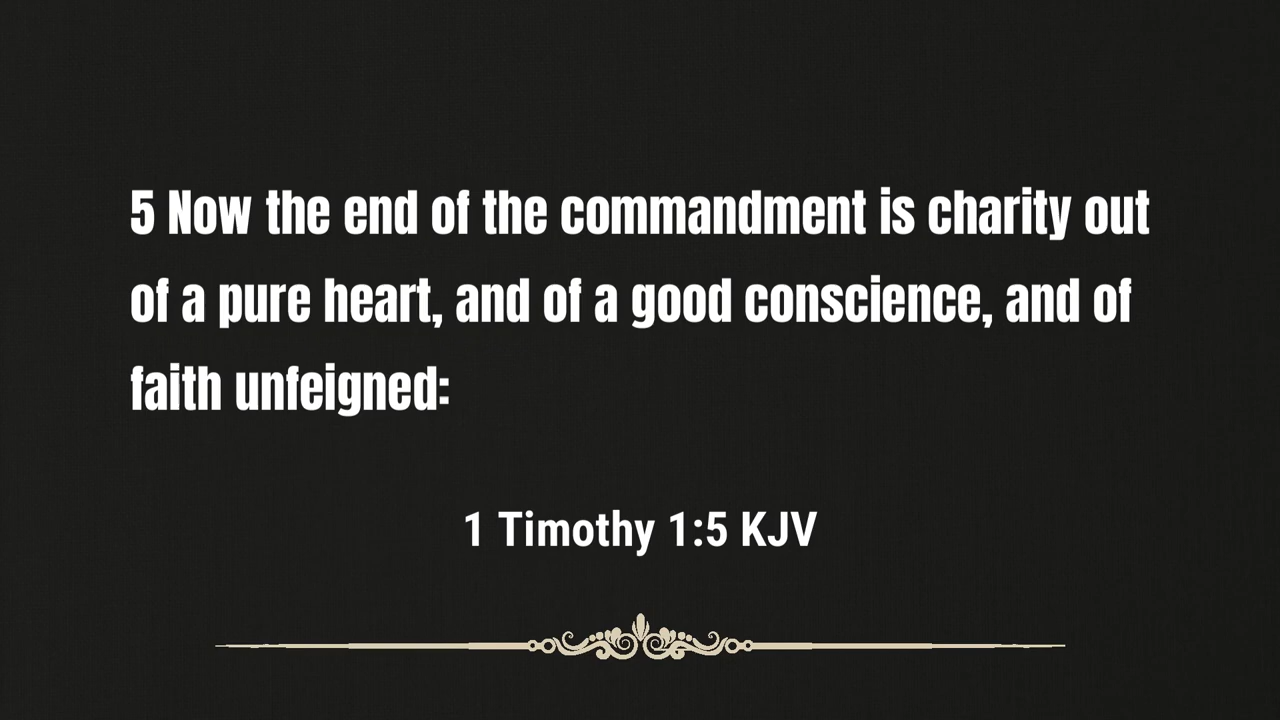 5 Now the end of the commandment is charity out
of a pure heart, and of a good conscience, and of
faith unfeigned:
1 Timothy 1:5 KJV